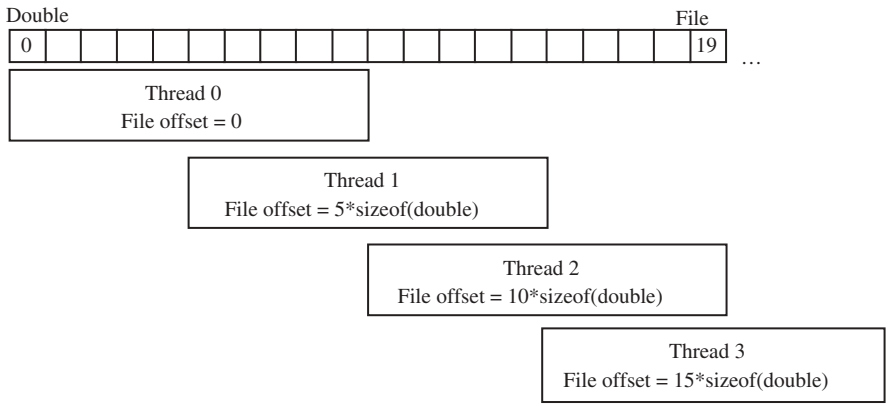 Double File
0 19 ...
Thread 0
File offset = 0
Thread 1
File offset = 5*sizeof(double)
Thread 2
File offset = 10*sizeof(double)
Thread 3
File offset = 15*sizeof(double)